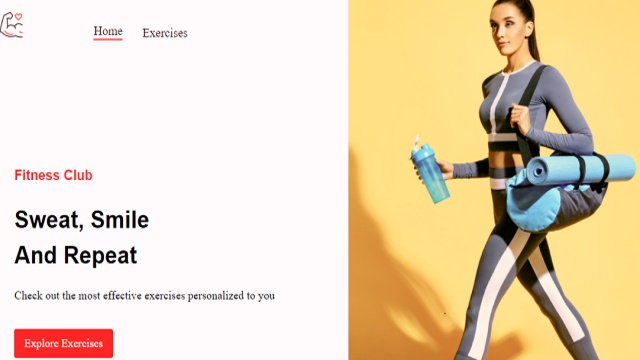 Home
Exercises
Fitness Club
Sweat, Smile
And Repeat
Check out the most effective exercises personalized to you
Explore Exercises